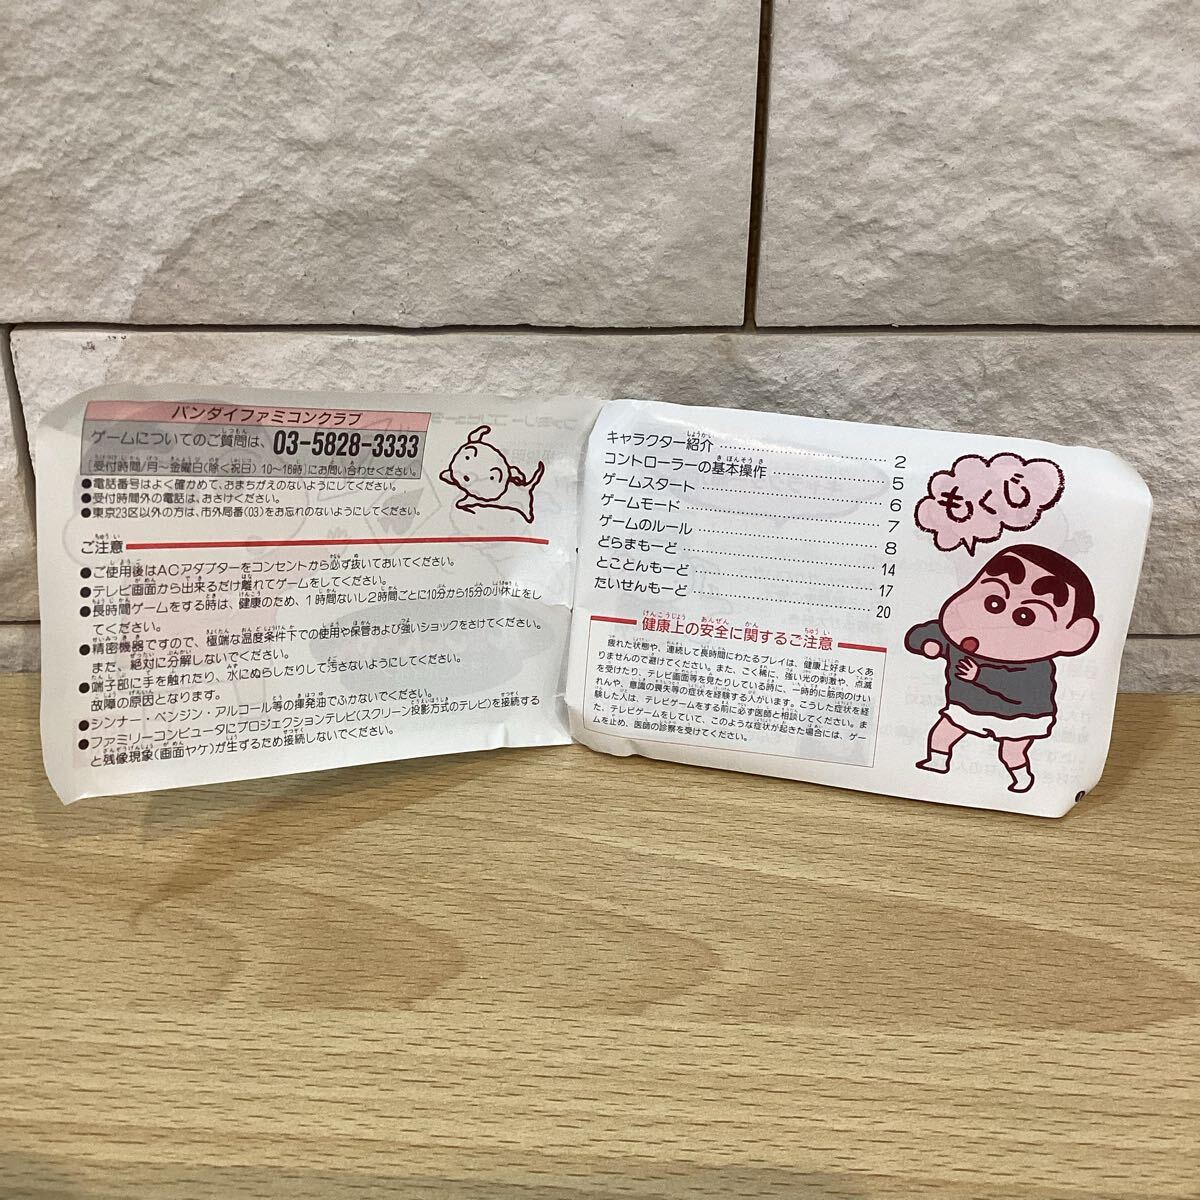 バンダイファミコンクラブ
ゲームについてのご質問は、03-5828-3333
〔受付時間/月〜金曜日(除く祝日)10〜16時〕にお問い合わせください。
●電話番号はよく確かめて、おまちがえのないようにしてください。
●受付時間外の電話は、おさけください。
●東京23区以外の方は、市外局番(03)をお忘れのないようにしてください。
ご注意
●ご使用後はACアダプターをコンセントから必ず抜いておいてください。
●テレビ画面から出来るだけ離れてゲームをしてください。
●長時間ゲームをする時は、健康のため、1時間ないし2時間ごとに10分から15分の小休止をし
てください。
●精密機器ですので、極端な温度条件下での使用や保管および強いショックをさけてください。
また、絶対に分解しないでください。
●端子部に手を触れたり、水にぬらしたりして汚さないようにしてください。
故障の原因となります。
●シンナー・ベンジン・アルコール等の揮発油でふかないでください。
●ファミリーコンピュータにプロジェクションテレビ(スクリーン投影方式のテレビ)を接続する
と残像現象(画面ヤケ)が生ずるため接続しないでください。
もくじ
キャラクター紹介 2
コントローラーの基本操作 5
ゲームスタート 6
ゲームモード 7
ゲームのルール 8
どらまもーど 14
とことんもーど 17
たいせんもーど 20
健康上の安全に関するご注意
疲れた状態や、連続して長時間にわたるプレイは、健康上好ましくあ
りませんので避けてください。また、ごく稀に、強い光の刺激や、点滅
を受けたり、テレビ画面等を見たりしている時に、一時的に筋肉のけい
れんや、意識の喪失等の症状を経験する人がいます。こうした症状を経
験した人は、テレビゲームをする前に必ず医師と相談してください。ま
た、テレビゲームをしていて、このような症状が起きた場合には、ゲー
ムを止め、医師の診察を受けてください。